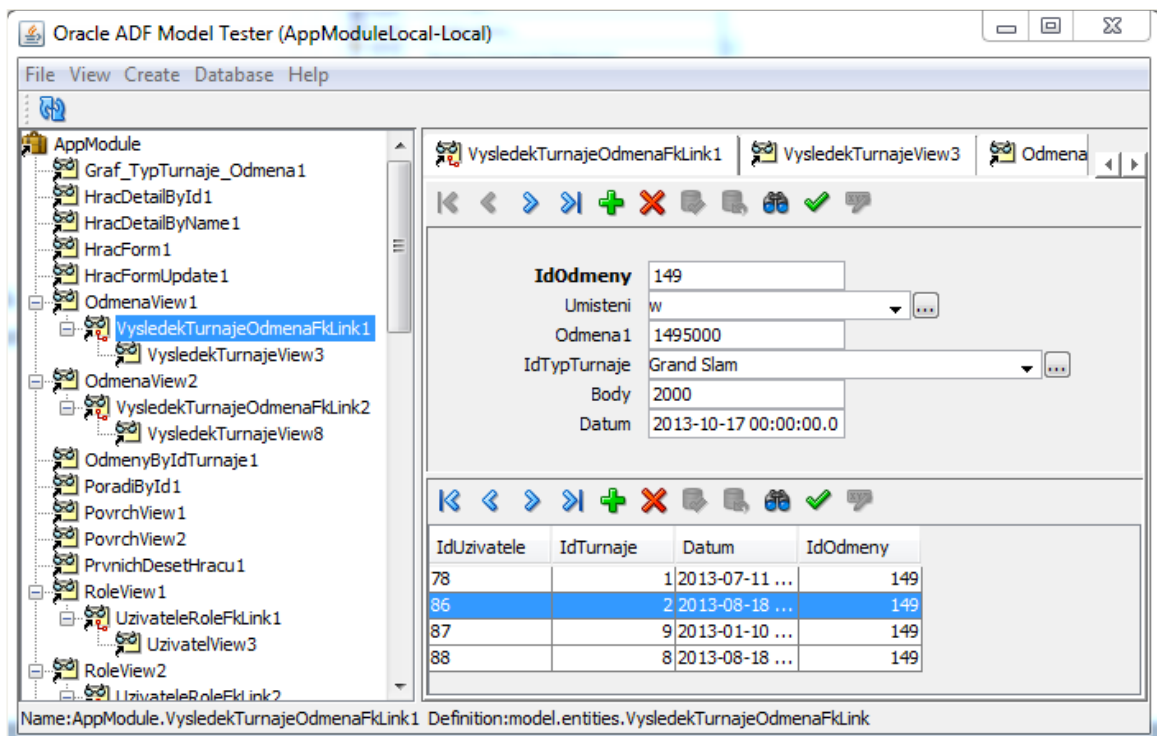 Oracle ADF Model Tester (AppModuleLocal-Local)
File View Create Database Help
AppModule
Graf_TypTurnaje_Odmena1
HracDetailById1
HracDetailByName1
HracForm1
HracFormUpdate1
OdmenaView1
VysledekTurnajeOdmenaFkLink1
VysledekTurnajeView3
OdmenaView2
VysledekTurnajeOdmenaFkLink2
VysledekTurnajeView8
OdmenyByIdTurnaje1
PoradiById1
PovrchView1
PovrchView2
PrvnichDesetHracu1
RoleView1
UzivateleRoleFkLink1
UzivatelView3
RoleView2
UzivateleRoleFkLink2
VysledekTurnajeOdmenaFkLink1 VysledekTurnajeView3 Odmena
IdOdmeny 149
Umisteni w
Odmena1 1495000
IdTypTurnaje Grand Slam
Body 2000
Datum 2013-10-17 00:00:00.0
IdUzivatele IdTurnaje Datum IdOdmeny
78 1 2013-07-11 ... 149
86 2 2013-08-18 ... 149
87 9 2013-01-10 ... 149
88 8 2013-08-18 ... 149
Name:AppModule.VysledekTurnajeOdmenaFkLink1 Definition:model.entities.VysledekTurnajeOdmenaFkLink